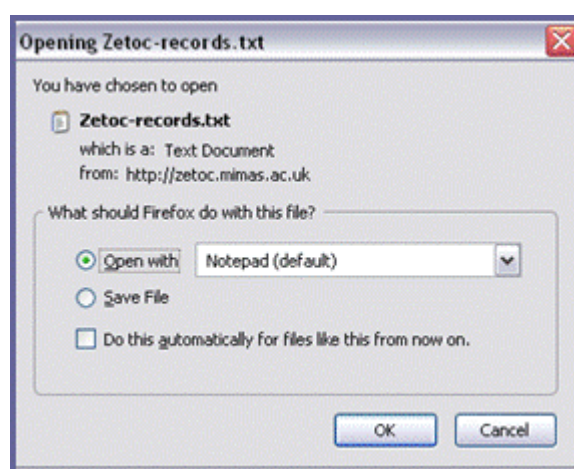 Opening Zetoc-records.txt
You have chosen to open
Zetoc-records.txt
which is a: Text Document
from: http://zetoc.mimas.ac.uk
What should Firefox do with this file?
Open with Notepad (default)
Save File
Do this automatically for files like this from now on.
OK Cancel